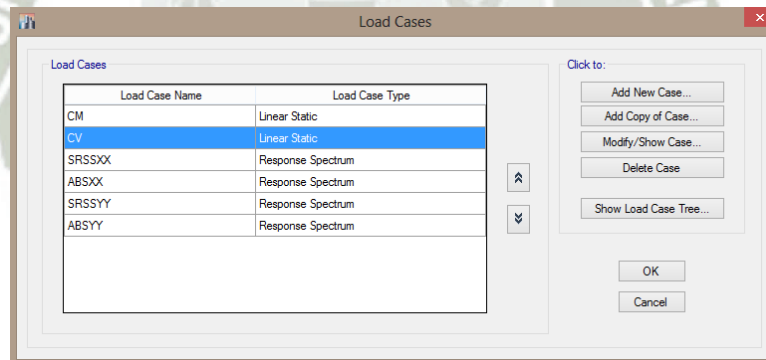 Load Cases
Load Cases
Click to:
Load Case Name Load Case Type
CM Linear Static
CV Linear Static
SRSSXX Response Spectrum
ABSXX Response Spectrum
SRSSYY Response Spectrum
ABSYY Response Spectrum
Add New Case...
Add Copy of Case...
Modify/Show Case...
Delete Case
Show Load Case Tree...
OK
Cancel